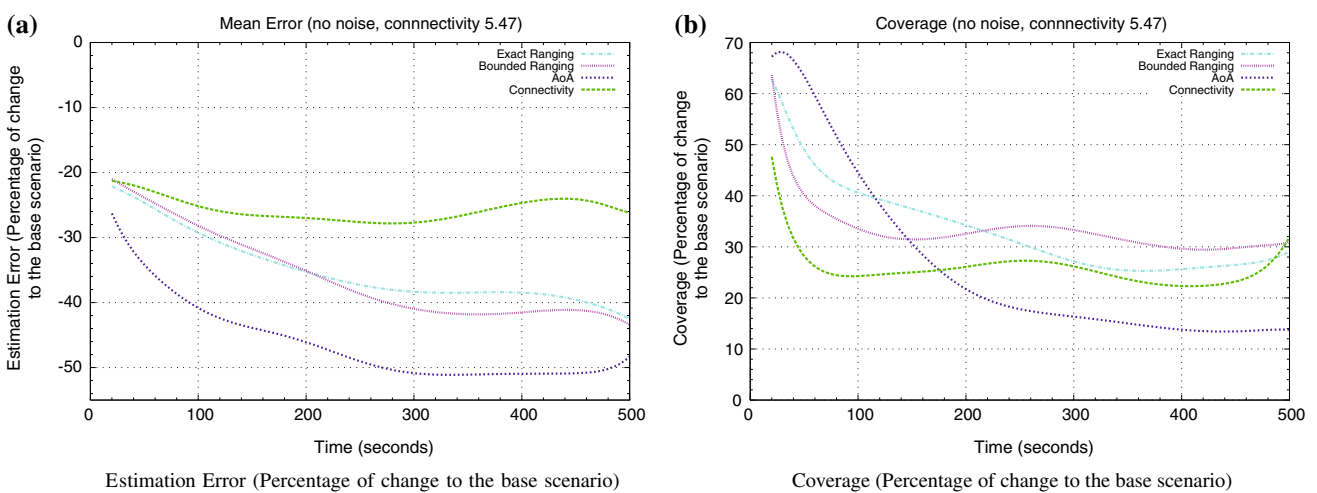 (a)
Mean Error (no noise, connnectivity 5.47)
Estimation Error (Percentage of change
to the base scenario)
0
-10
-20
-30
-40
-50
Exact Ranging
Bounded Ranging
AoA
Connectivity
0 100 200 300 400 500
Time (seconds)
Estimation Error (Percentage of change to the base scenario)
(b)
Coverage (no noise, connnectivity 5.47)
Coverage (Percentage of change
to the base scenario)
70
60
50
40
30
20
10
0
Exact Ranging
Bounded Ranging
AoA
Connectivity
0 100 200 300 400 500
Time (seconds)
Coverage (Percentage of change to the base scenario)